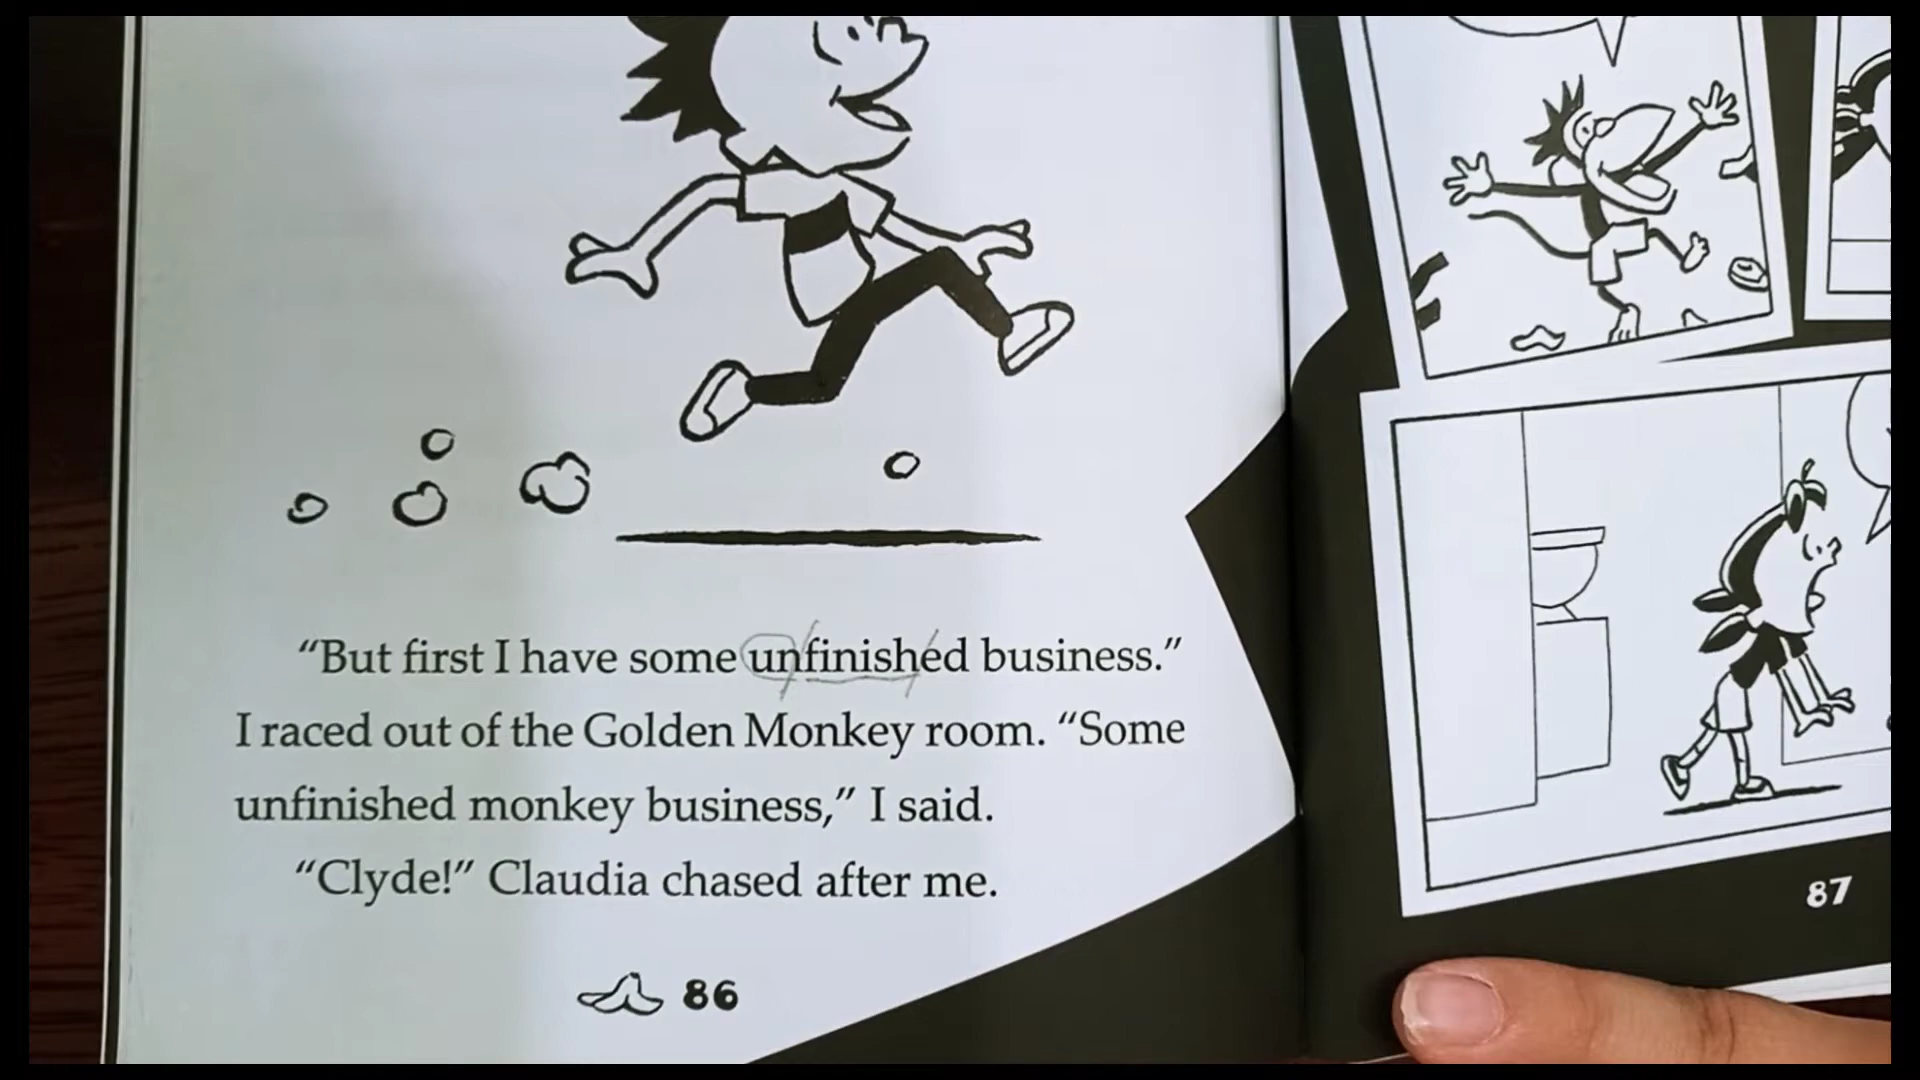 “But first I have some unfinished business.”
I raced out of the Golden Monkey room. “Some
unfinished monkey business,” I said.
“Clyde!” Claudia chased after me.
86
87